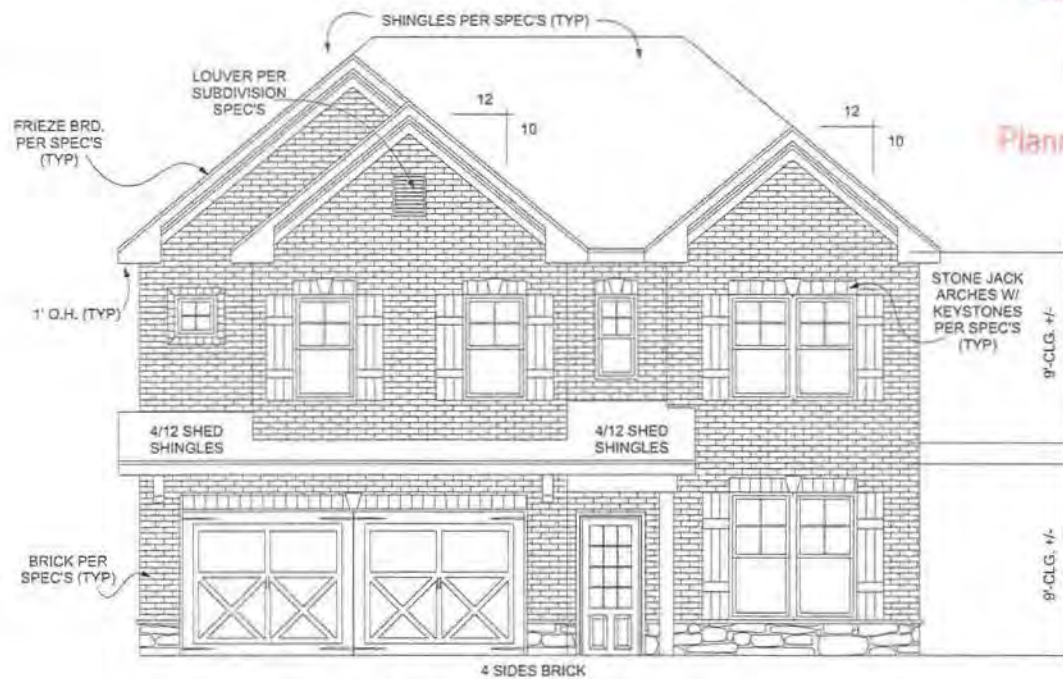 SHINGLES PER SPEC'S (TYP)
LOUVER PER
SUBDIVISION
SPEC'S
12
10
12
10
FRIEZE BRD.
PER SPEC'S
(TYP)
Plann
1' O.H. (TYP)
STONE JACK
ARCHES W/
KEYSTONES
PER SPEC'S
(TYP)
9'-CLG. +/-
4/12 SHED
SHINGLES
4/12 SHED
SHINGLES
BRICK PER
SPEC'S (TYP)
9'-CLG. +/-
4 SIDES BRICK